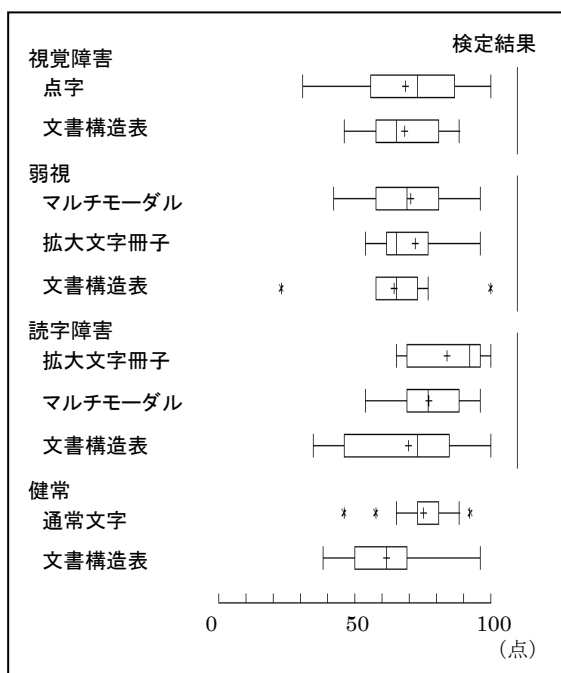 検定結果
視覚障害
点字
文書構造表
弱視
マルチモーダル
拡大文字冊子
文書構造表
読字障害
拡大文字冊子
マルチモーダル
文書構造表
健常
通常文字
文書構造表
0 50 100
(点)